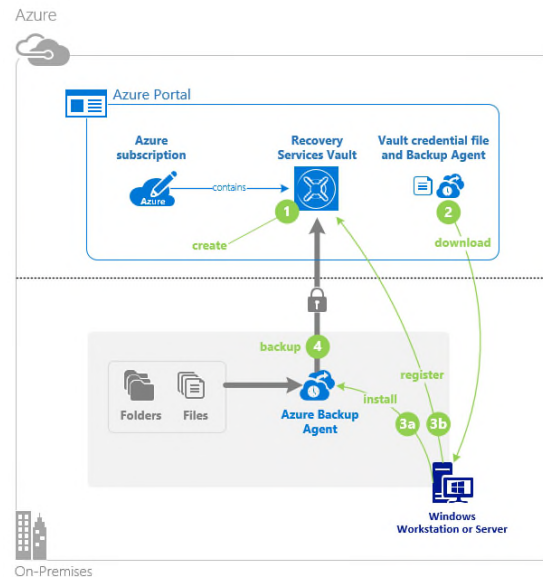 Azure
Azure Portal
Azure
subscription
Recovery
Services Vault
Vault credential file
and Backup Agent
Azure
contains
1
2
create
download
backup
4
register
install
Folders
Files
Azure Backup
Agent
3a
3b
Windows
Workstation or Server
On-Premises